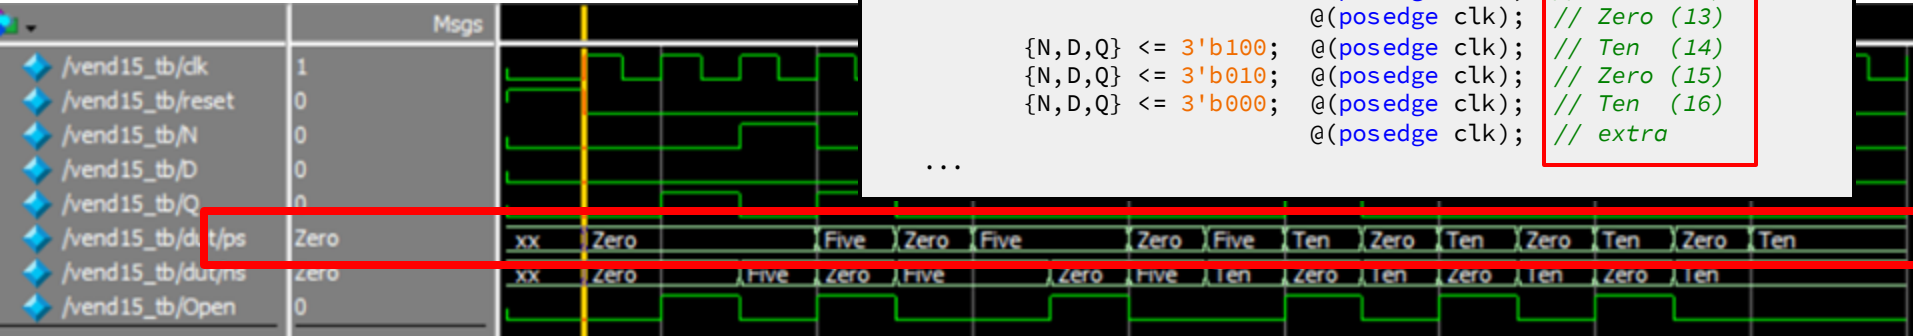 Msgs
@(posedge clk); // Zero (13)
{N,D,Q} <= 3'b100; @(posedge clk); // Ten (14)
{N,D,Q} <= 3'b010; @(posedge clk); // Zero (15)
{N,D,Q} <= 3'b000; @(posedge clk); // Ten (16)
@(posedge clk); // extra
...
/vend15_tb/clk 1
/vend15_tb/reset 0
/vend15_tb/N 0
/vend15_tb/D 0
/vend15_tb/Q 0
/vend15_tb/dut/ps Zero xx Zero Five Zero Five Zero Five Ten Zero Ten Zero Ten Zero Ten
/vend15_tb/dut/ns Zero xx Zero Five Zero Five Zero Five Ten Zero Ten Zero Ten Zero Ten
/vend15_tb/Open 0